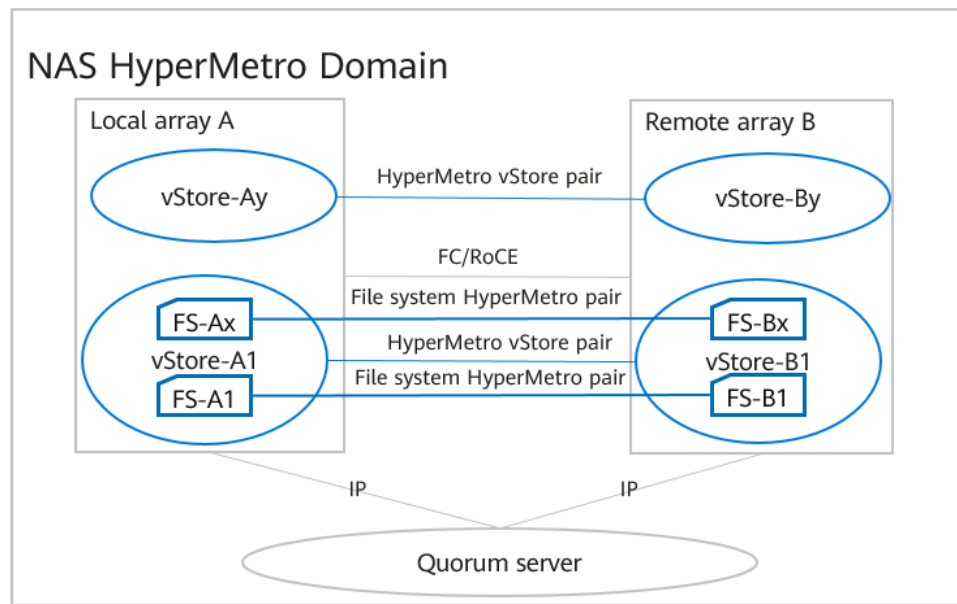 NAS HyperMetro Domain
Local array A
Remote array B
vStore-Ay
HyperMetro vStore pair
vStore-By
FC/RoCE
File system HyperMetro pair
FS-Ax
FS-Bx
HyperMetro vStore pair
vStore-A1
vStore-B1
File system HyperMetro pair
FS-A1
FS-B1
IP
IP
Quorum server